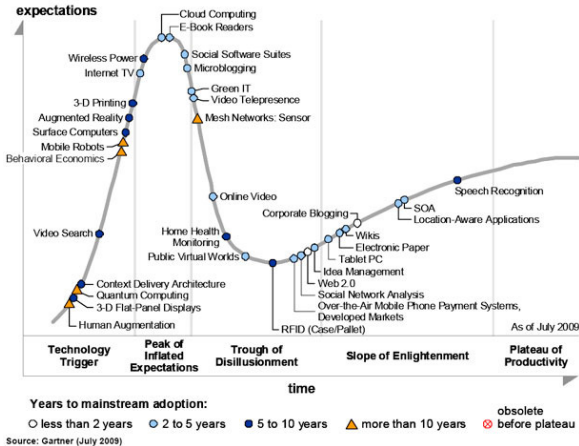 expectations
Cloud Computing
E-Book Readers
Wireless Power
Social Software Suites
Internet TV
Microblogging
Green IT
3-D Printing
Video Telepresence
Augmented Reality
Mesh Networks: Sensor
Surface Computers
Mobile Robots
Behavioral Economics
Online Video
Speech Recognition
Corporate Blogging
SOA
Location-Aware Applications
Video Search
Home Health
Monitoring
Wikis
Electronic Paper
Public Virtual Worlds
Tablet PC
Idea Management
Context Delivery Architecture
Web 2.0
Quantum Computing
Social Network Analysis
3-D Flat-Panel Displays
Over-the-Air Mobile Phone Payment Systems,
Developed Markets
Human Augmentation
RFID (Case/Pallet)
As of July 2009
Technology
Trigger
Peak of
Inflated
Expectations
Trough of
Disillusionment
Slope of Enlightenment
Plateau of
Productivity
time
Years to mainstream adoption:
less than 2 years
2 to 5 years
5 to 10 years
more than 10 years
obsolete
before plateau
Source: Gartner (July 2009)